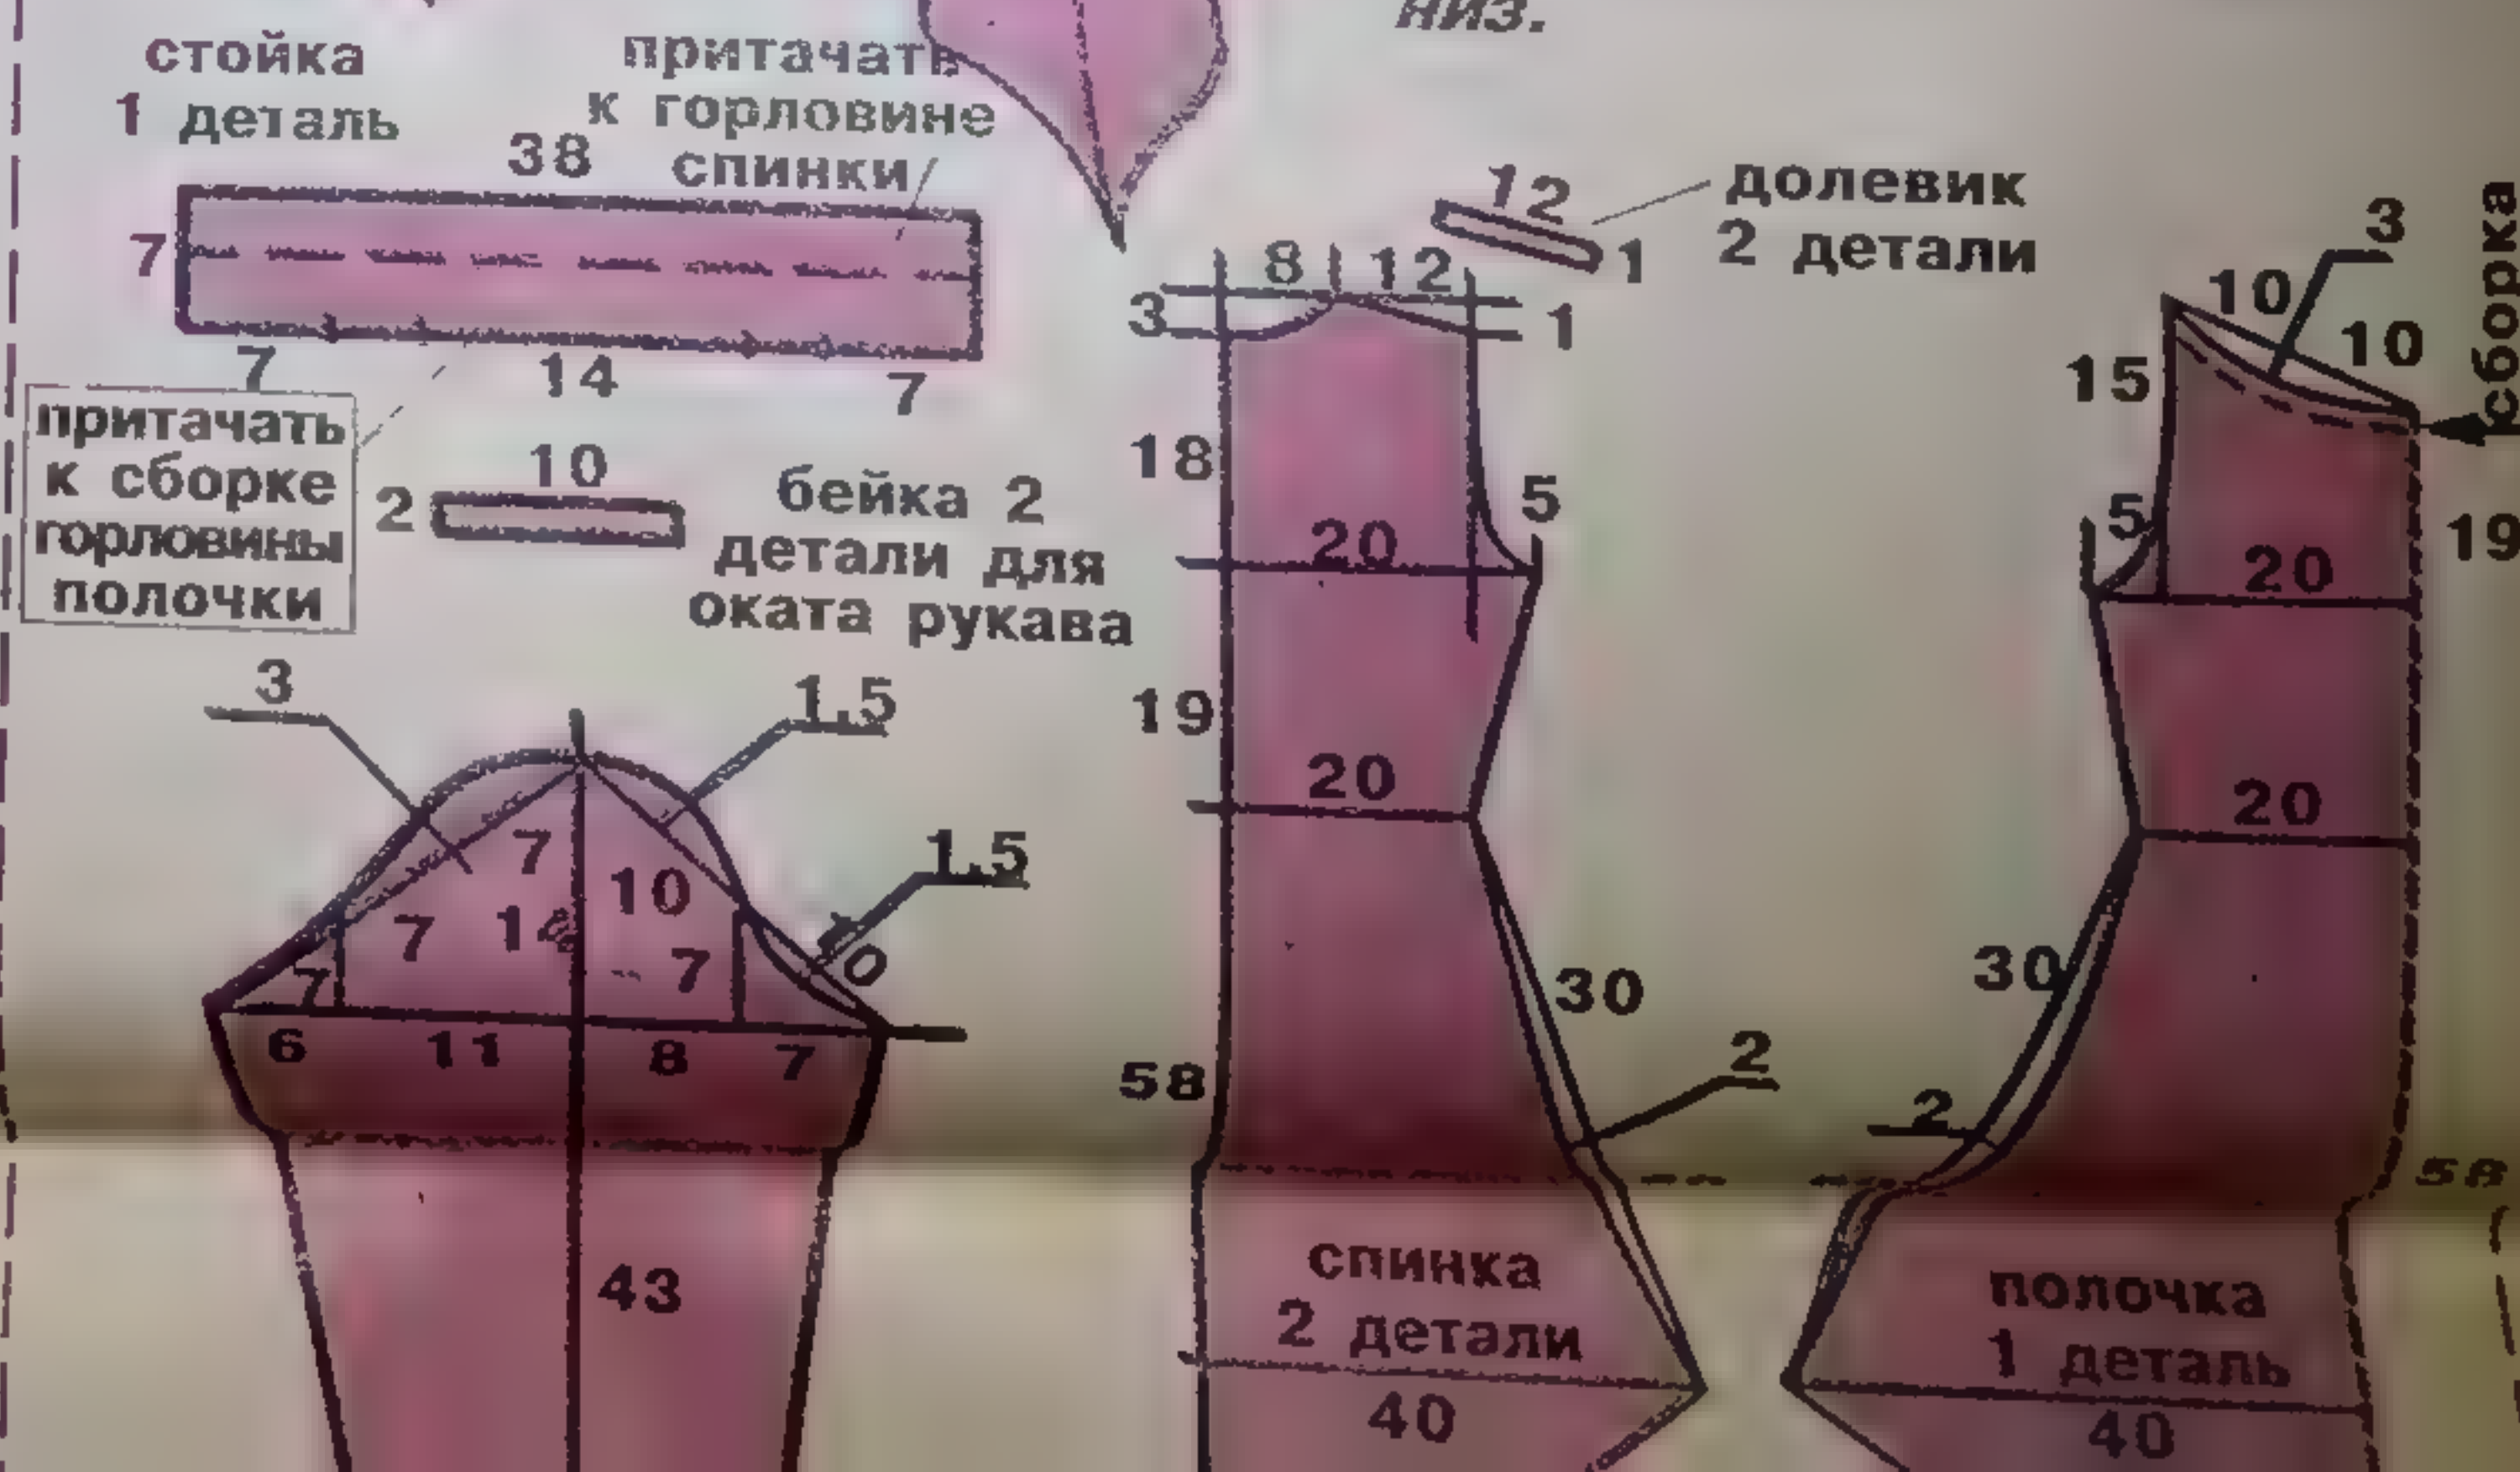 низ.
стойка
1 деталь
38
притачать
к горловине
спинки
7
7
14
7
притачать
к сборке
горловины
полочки
10
2
бейка 2
детали для
оката рукава
12
1
долевик
2 детали
3
1.5
1.5
7
7
7
10
7
10
6
11
8
7
43
8
12
3
1
18
5
20
19
20
30
58
2
спинка
2 детали
40
3
10
10
сборка
15
5
19
20
20
30
2
58
полочка
1 деталь
40